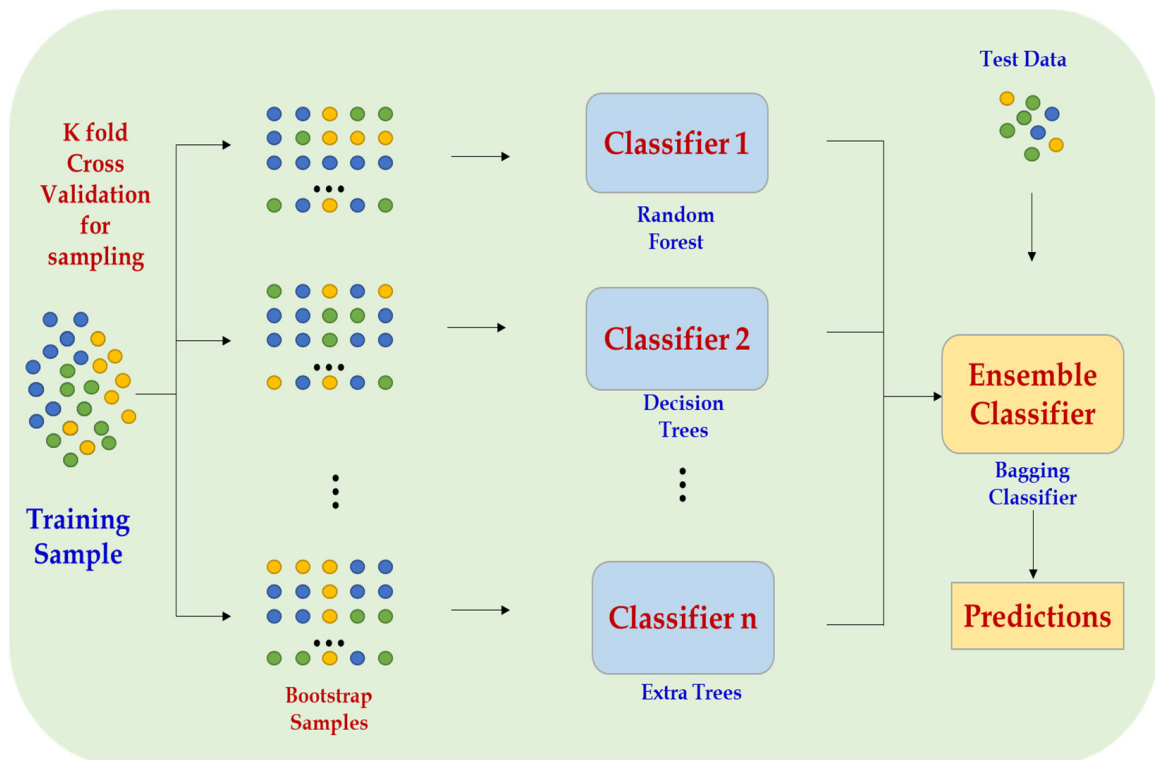 K fold
Cross
Validation
for
sampling
Training
Sample
Bootstrap
Samples
Classifier 1
Random
Forest
Classifier 2
Decision
Trees
Classifier n
Extra Trees
Test Data
Ensemble
Classifier
Bagging
Classifier
Predictions